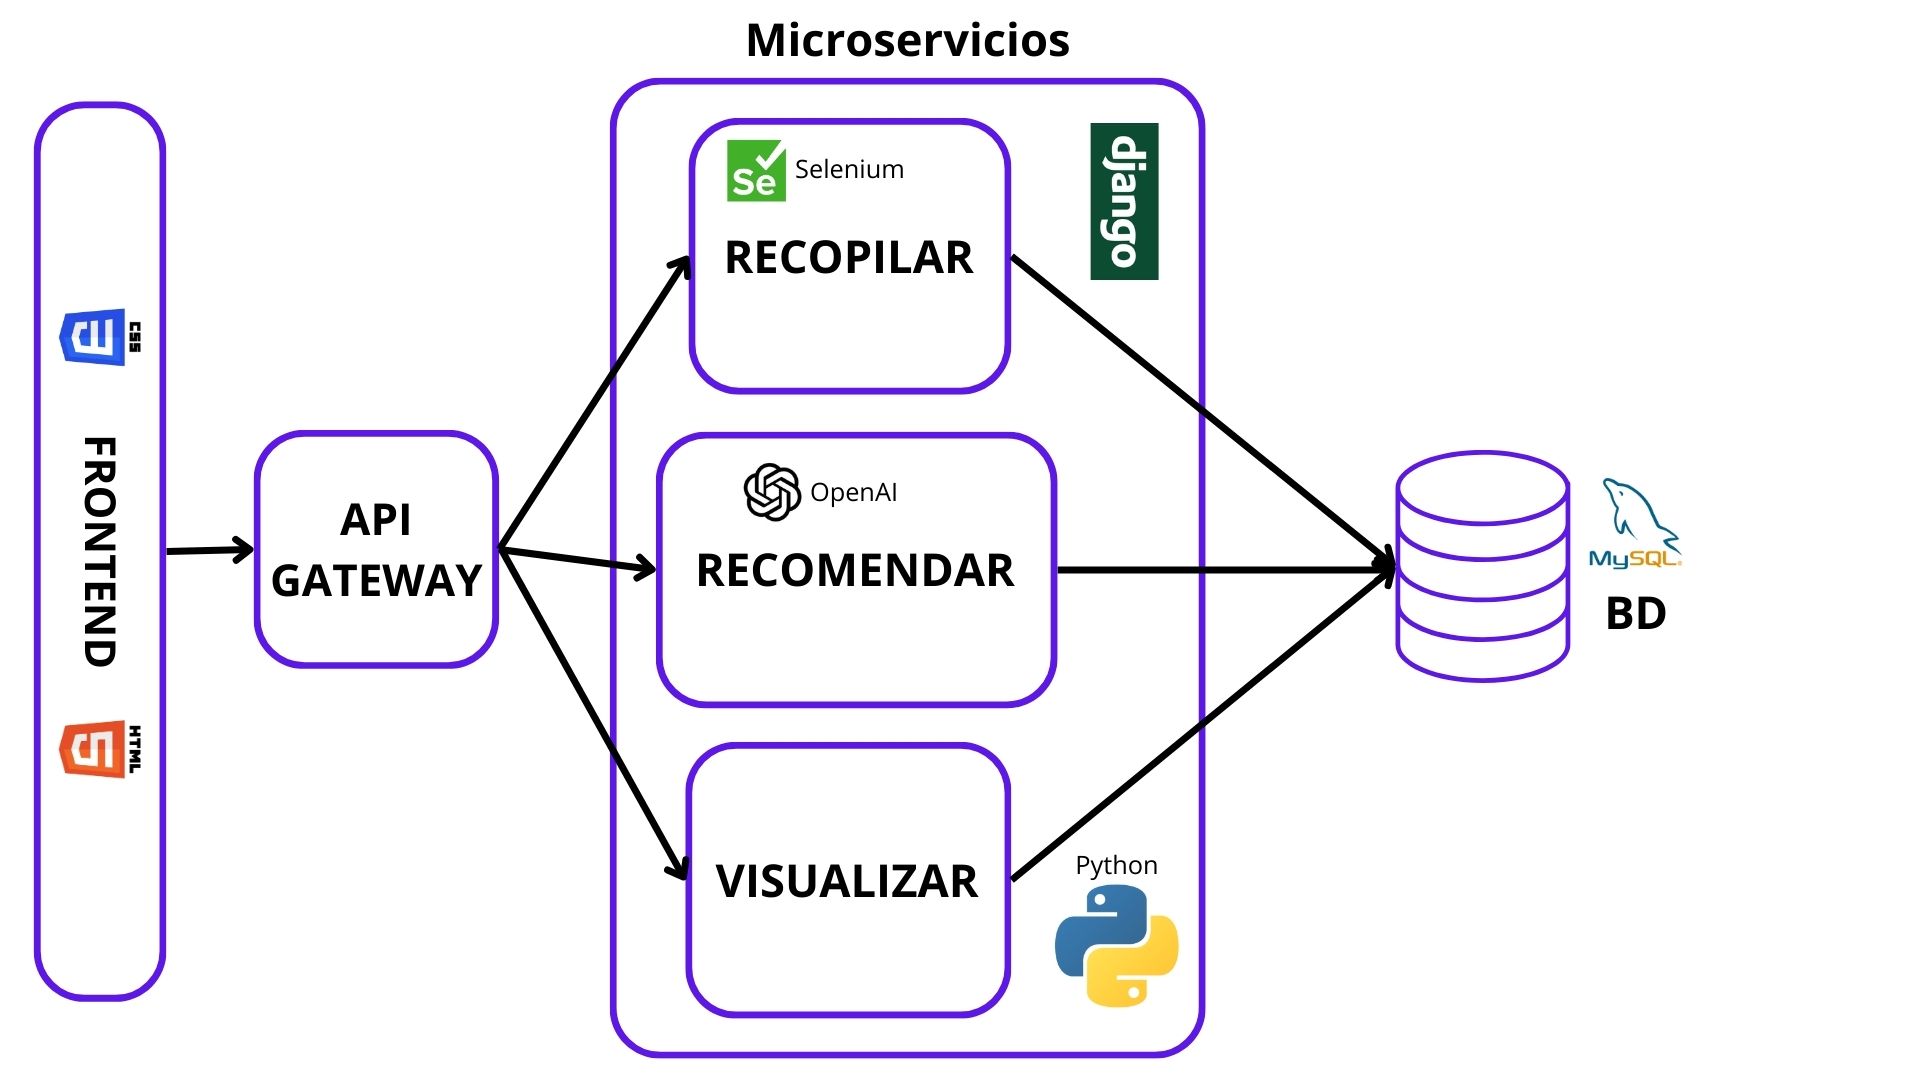 Microservicios
CSS
FRONTEND
HTML
API
GATEWAY
Se
Selenium
RECOPILAR
django
OpenAI
RECOMENDAR
VISUALIZAR
Python
MySQL
BD